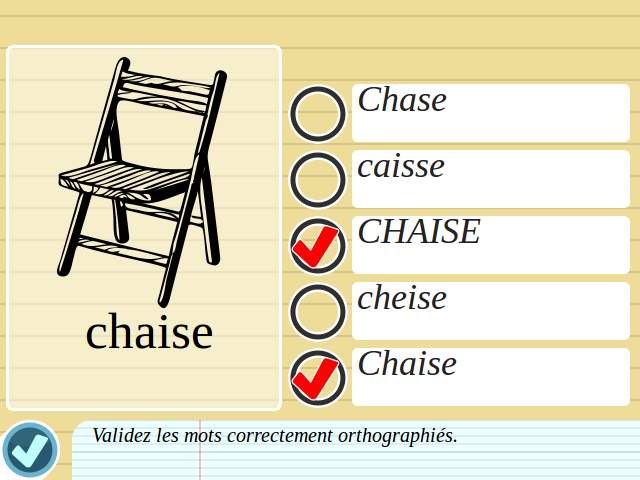 chaise
Chase
caisse
CHAISE
cheise
Chaise
Validez les mots correctement orthographiés.